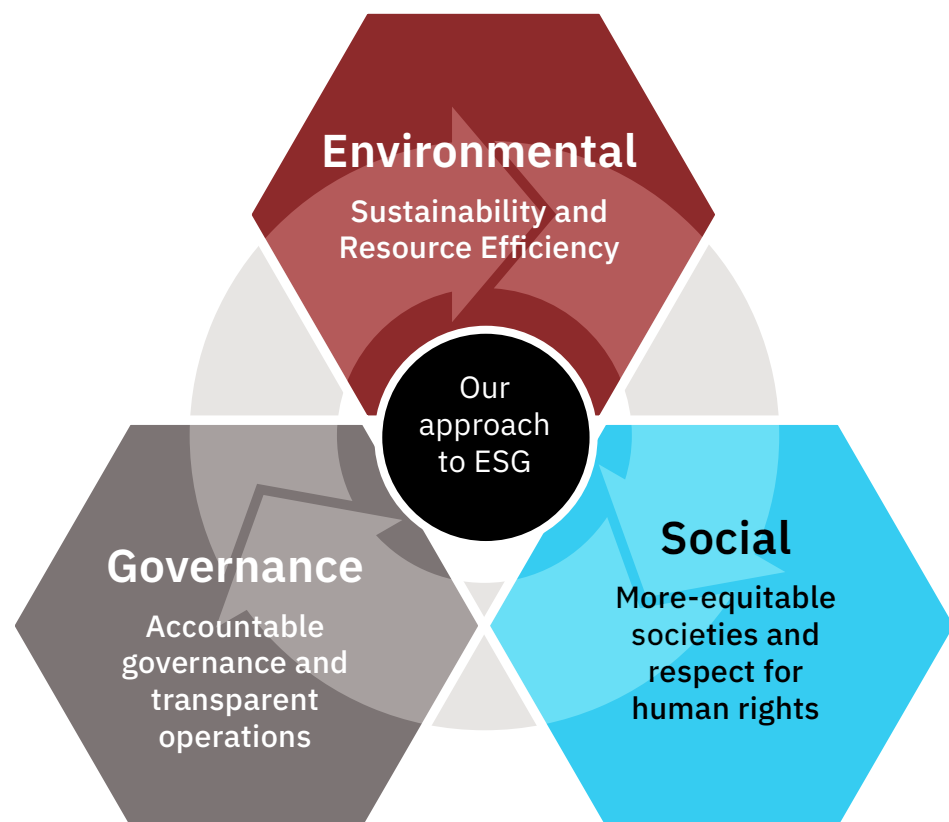 Environmental
Sustainability and
Resource Efficiency
Our
approach
to ESG
Governance
Accountable
governance and
transparent
operations
Social
More-equitable
societies and
respect for
human rights